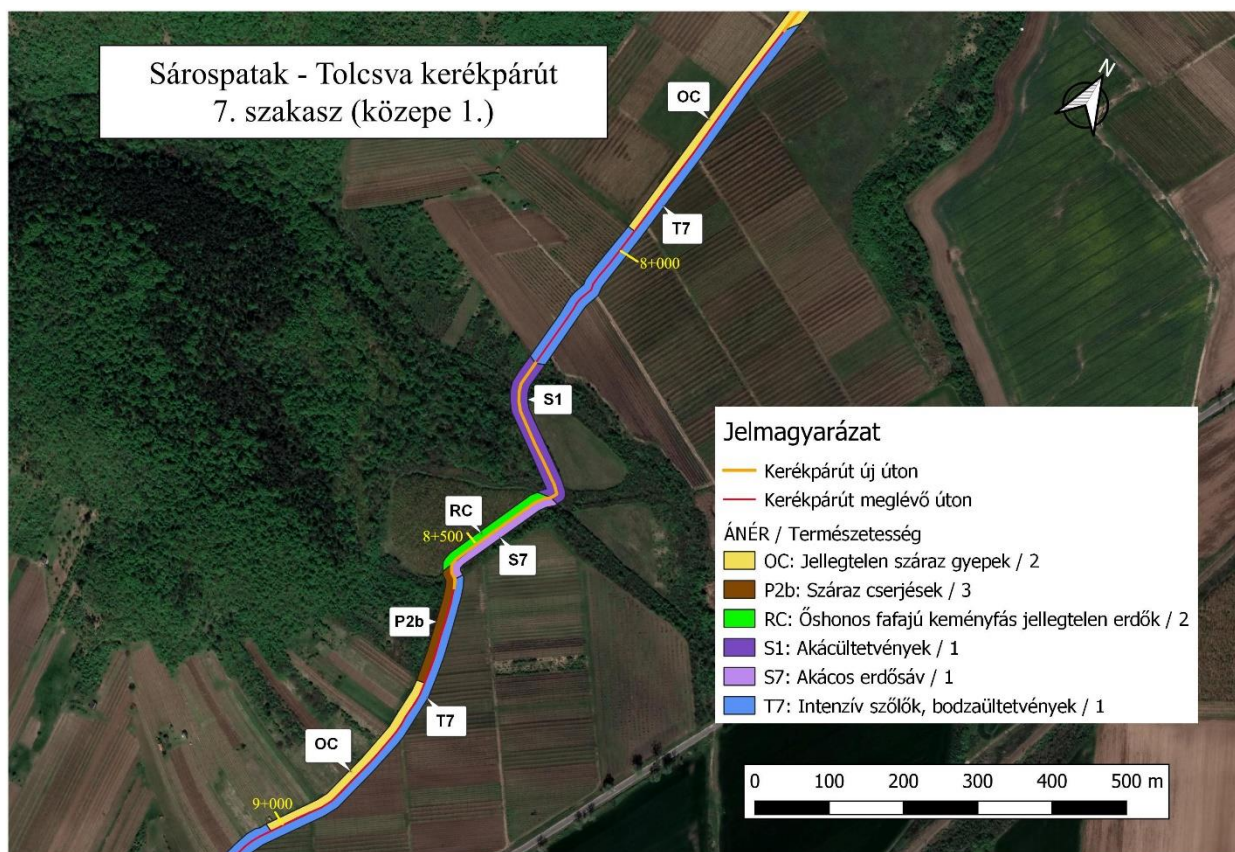 Sárospatak - Tolcsva kerékpárút
7. szakasz (közepe 1.)
N
OC
T7
8+000
S1
RC
8+500
S7
P2b
T7
OC
9+000
Jelmagyarázat
Kerékpárút új úton
Kerékpárút meglévő úton
ÁNÉR / Természetesség
OC: Jellegtelen száraz gyepek / 2
P2b: Száraz cserjések / 3
RC: Őshonos fafajú keményfás jellegtelen erdők / 2
S1: Akácültetvények / 1
S7: Akácos erdősáv / 1
T7: Intenzív szőlők, bodzaültetvények / 1
0 100 200 300 400 500 m